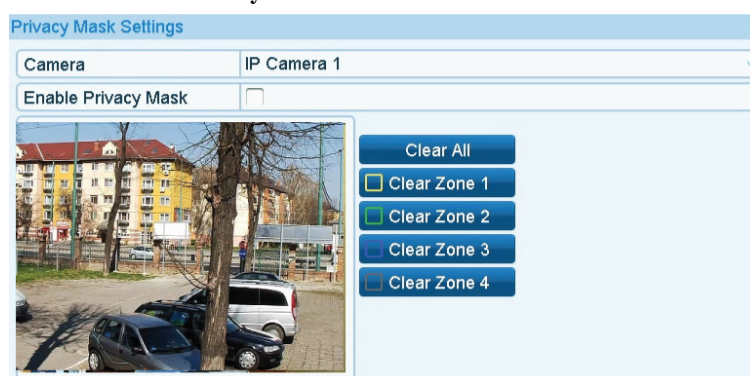 Privacy Mask Settings
Camera IP Camera 1
Enable Privacy Mask
Clear All
Clear Zone 1
Clear Zone 2
Clear Zone 3
Clear Zone 4